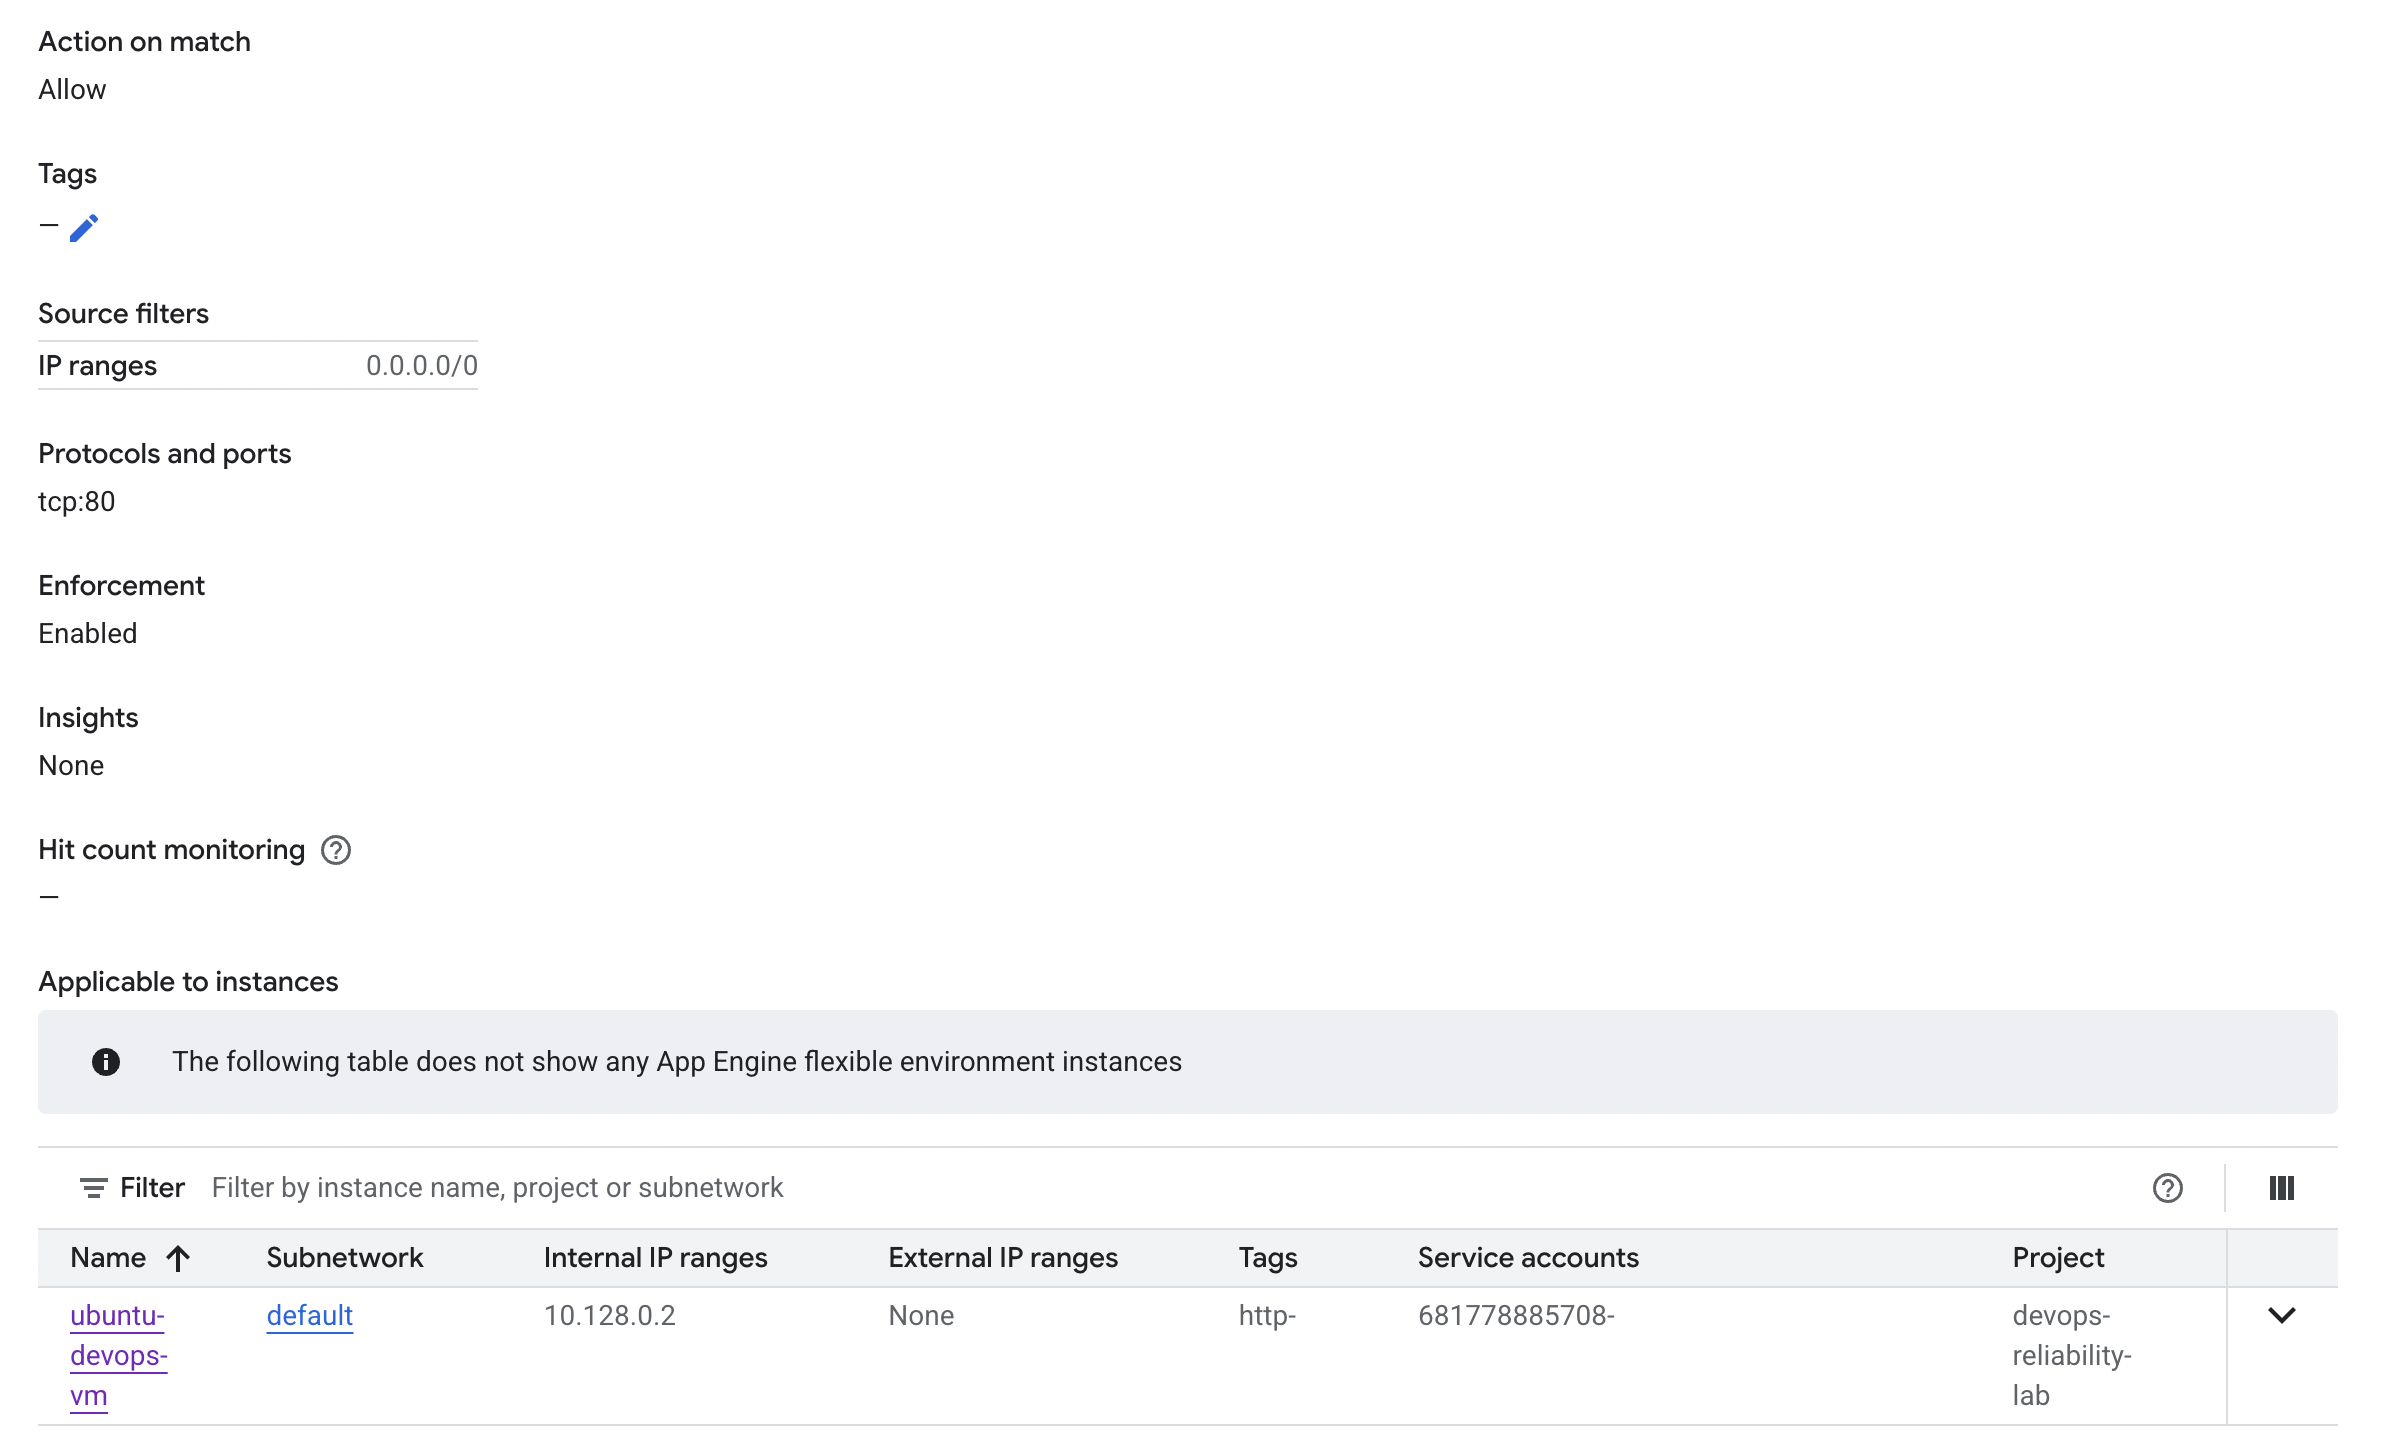 Action on match
Allow
Tags
—
Source filters
IP ranges 0.0.0.0/0
Protocols and ports
tcp:80
Enforcement
Enabled
Insights
None
Hit count monitoring
—
Applicable to instances
The following table does not show any App Engine flexible environment instances
Filter Filter by instance name, project or subnetwork
Name Subnetwork Internal IP ranges External IP ranges Tags Service accounts Project
ubuntu- default 10.128.0.2 None http- 681778885708- devops-
devops- reliability-
vm lab